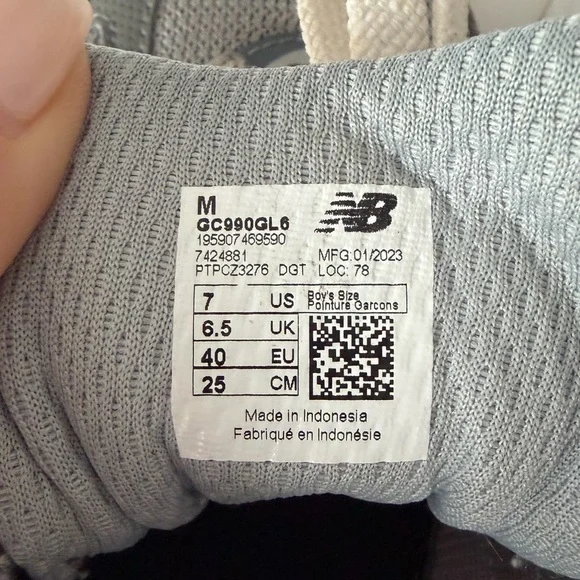 M
NB
GC990GL6
195907469590
7424881 MFG:01/2023
PTPCZ3276 DGT LOC: 78
7 US Boy's Size
Pointure Garcons
6.5 UK
40 EU
25 CM
Made in Indonesia
Fabriqué en Indonésie